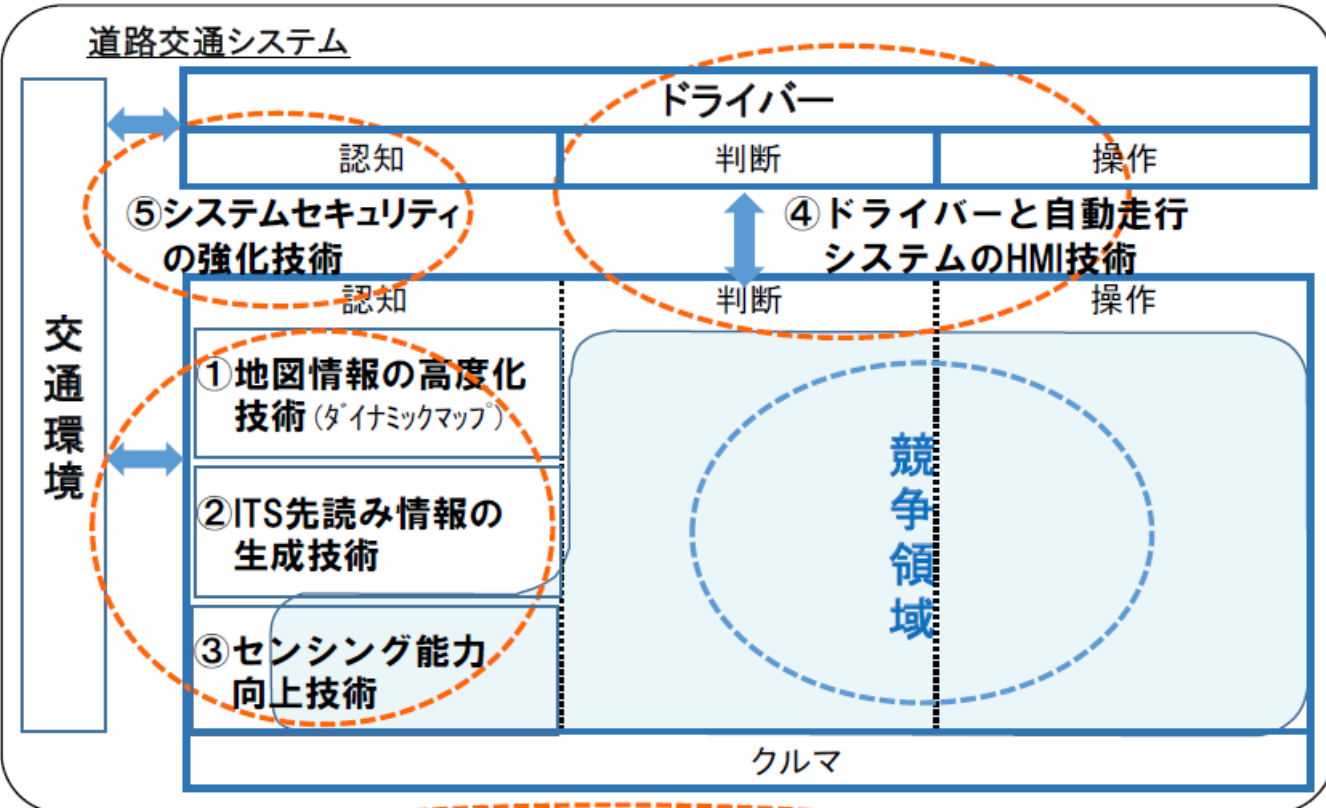 道路交通システム
ドライバー
認知
判断
操作
⑤システムセキュリティ
の強化技術
④ドライバーと自動走行
システムのHMI技術
認知
判断
操作
交通環境
①地図情報の高度化
技術(ダイナミックマップ)
②ITS先読み情報の
生成技術
③センシング能力
向上技術
競争領域
クルマ